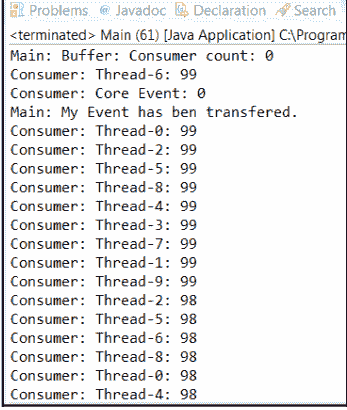 Problems @ Javadoc Declaration Search
<terminated> Main (61) [Java Application] C:\Program
Main: Buffer: Consumer count: 0
Consumer: Thread-6: 99
Consumer: Core Event: 0
Main: My Event has ben transfered.
Consumer: Thread-0: 99
Consumer: Thread-2: 99
Consumer: Thread-5: 99
Consumer: Thread-8: 99
Consumer: Thread-4: 99
Consumer: Thread-3: 99
Consumer: Thread-7: 99
Consumer: Thread-1: 99
Consumer: Thread-9: 99
Consumer: Thread-2: 98
Consumer: Thread-5: 98
Consumer: Thread-6: 98
Consumer: Thread-8: 98
Consumer: Thread-0: 98
Consumer: Thread-4: 98